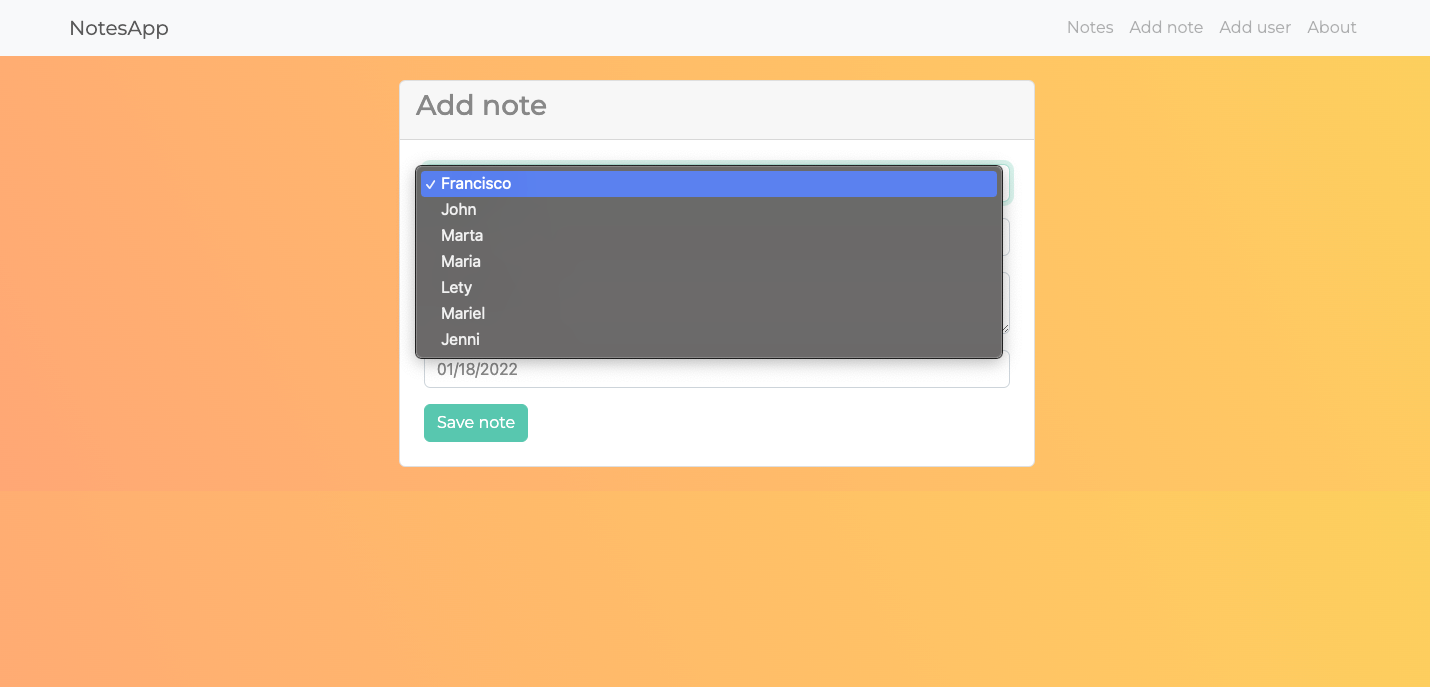 NotesApp
Notes Add note Add user About
Add note
✓ Francisco
John
Marta
Maria
Lety
Mariel
Jenni
01/18/2022
Save note